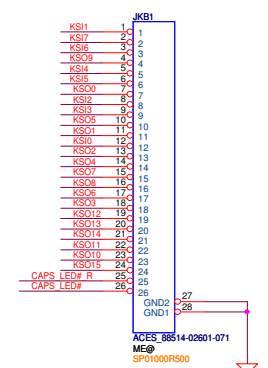 JKB1
KSI1 1 1
KSI7 2 2
KSI6 3 3
KSO9 4 4
KSI4 5 5
KSI5 6 6
KSO0 7 7
KSI2 8 8
KSI3 9 9
KSO5 10 10
KSO1 11 11
KSI0 12 12
KSO2 13 13
KSO4 14 14
KSO7 15 15
KSO8 16 16
KSO6 17 17
KSO3 18 18
KSO12 19 19
KSO13 20 20
KSO14 21 21
KSO11 22 22
KSO10 23 23
KSO15 24 24
CAPS_LED#_R 25 25
CAPS_LED# 26 26
GND2 27
GND1 28
ACES_88514-02601-071
ME@
SP01000R500